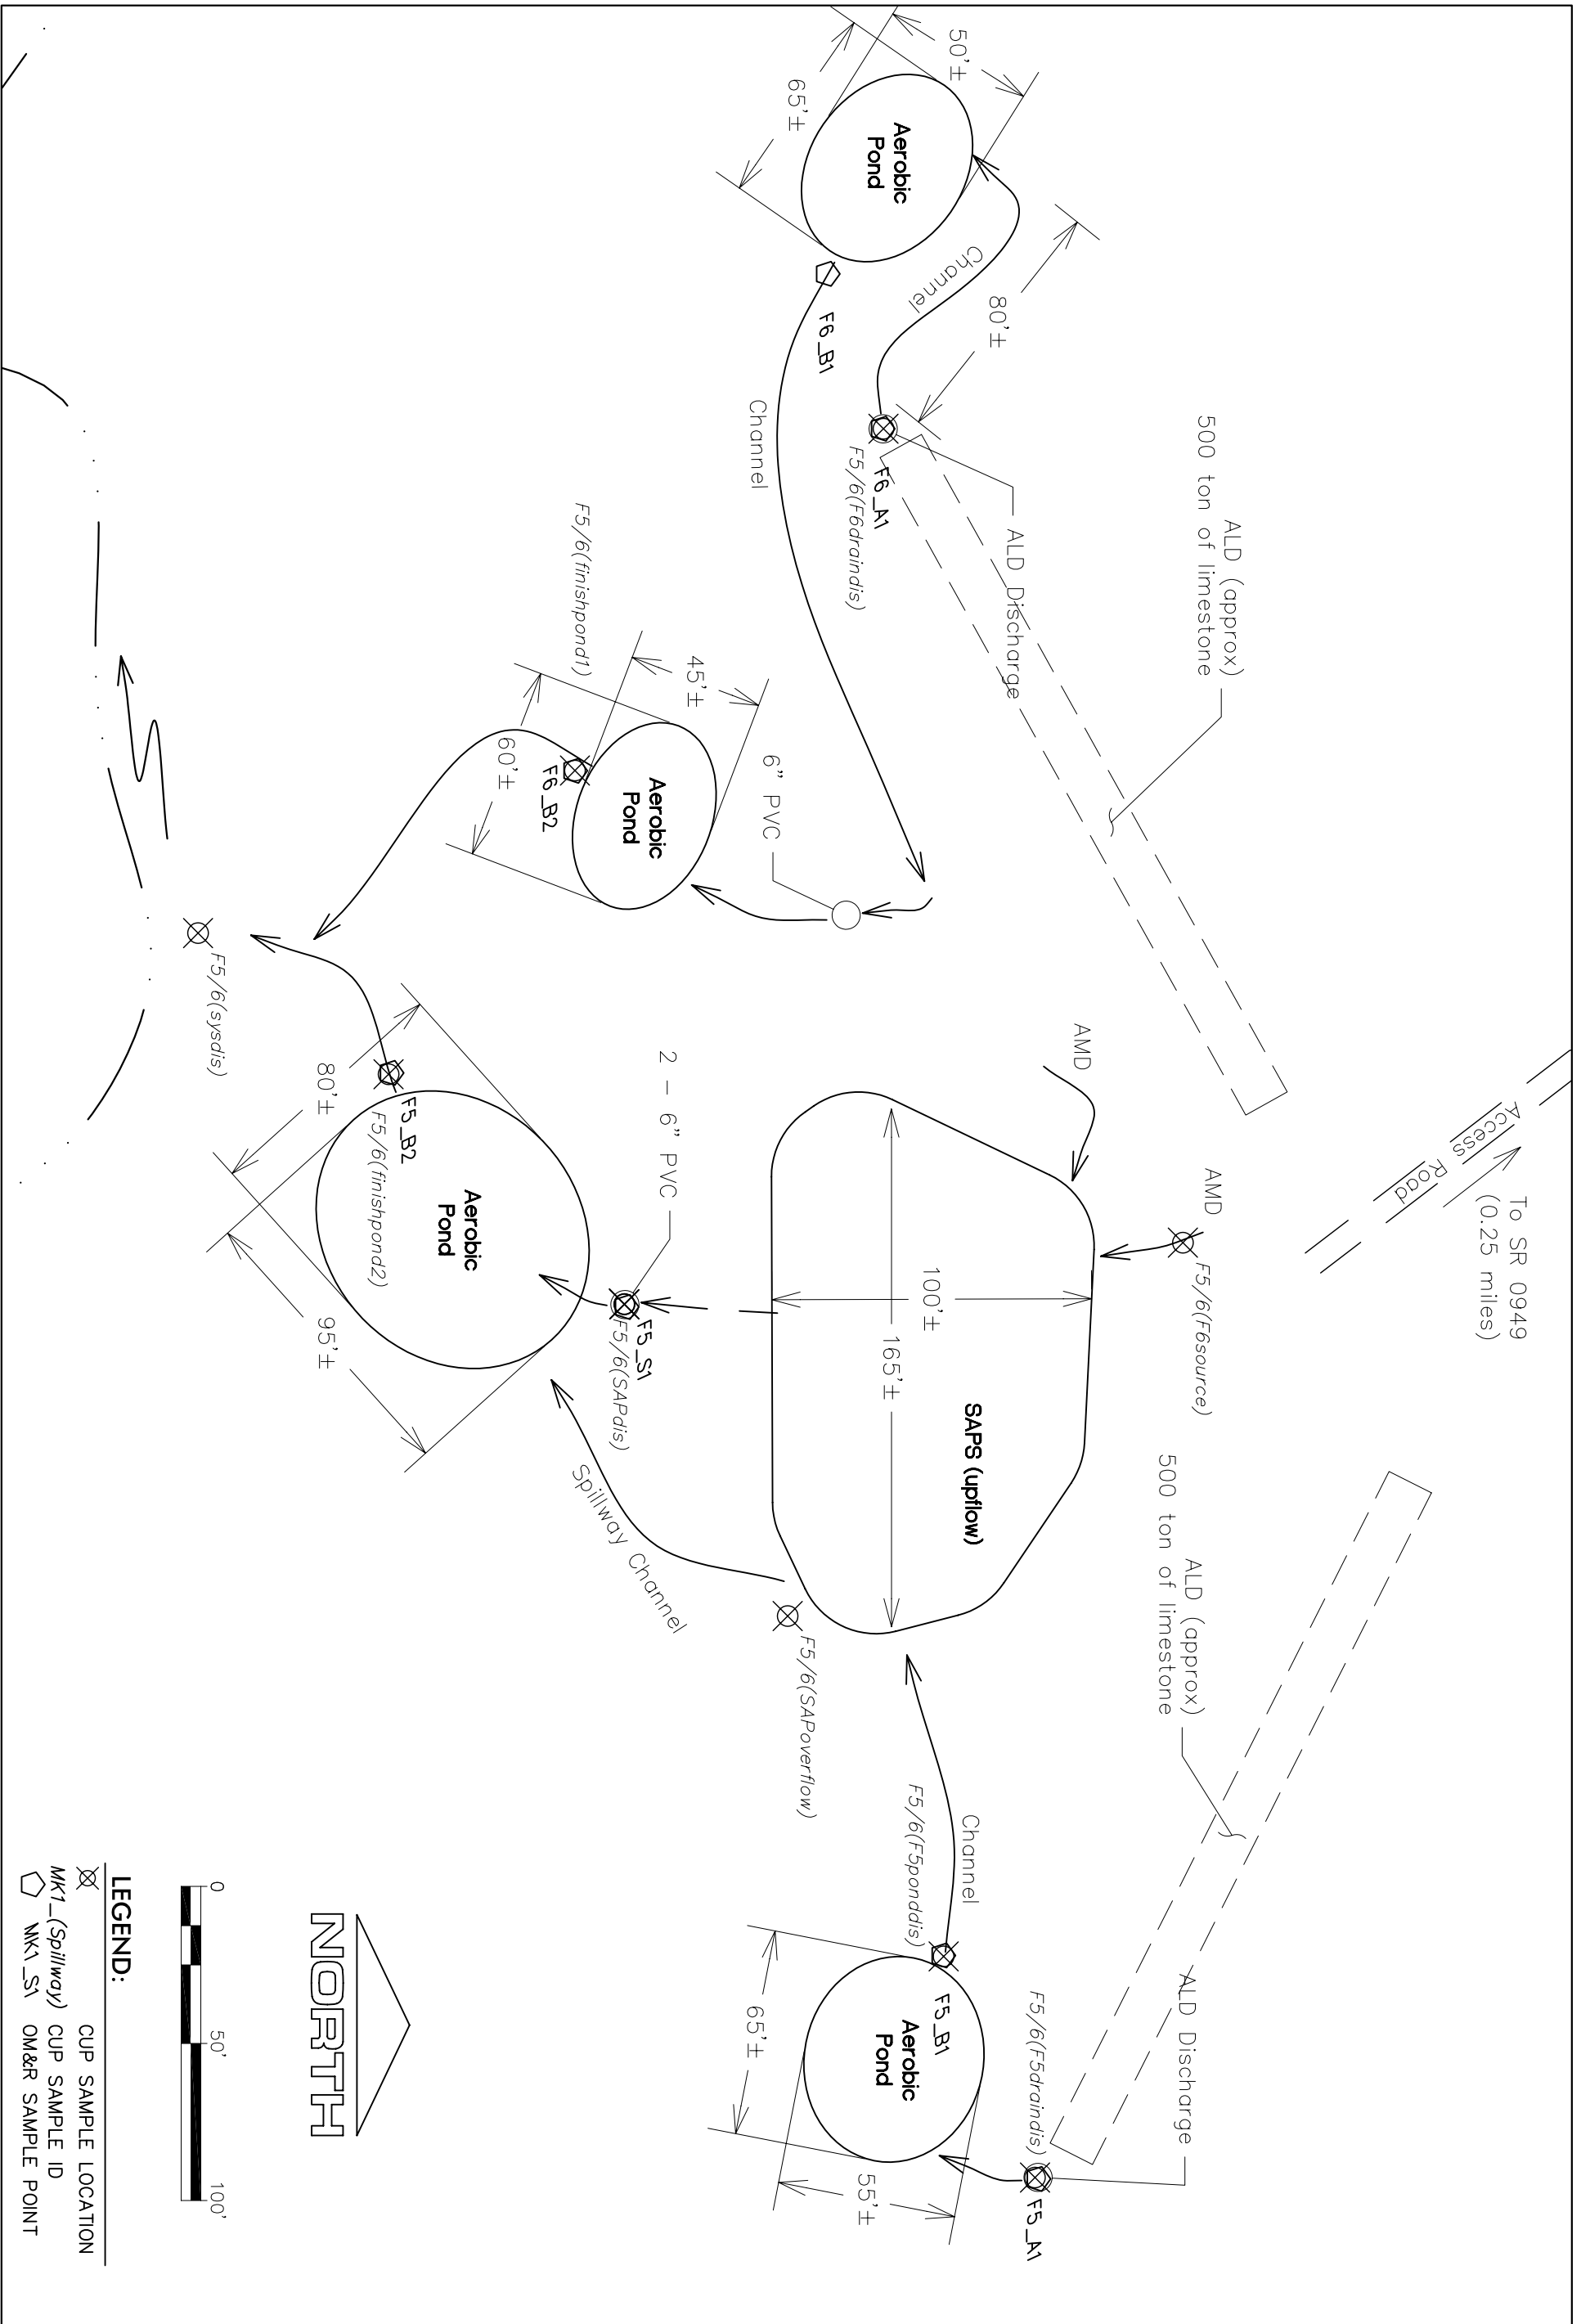 To SR 0949
(0.25 miles)
Access Road
ALD (approx)
500 ton of limestone
ALD (approx)
500 ton of limestone
AMD
F5/6(F6source)
AMD
ALD Discharge
F5/6(F5draindis)
F5_A1
80'±
50'±
65'±
Aerobic
Pond
Channel
ALD Discharge
F6_A1
F5/6(F6draindis)
F6_B1
Channel
SAPS (upflow)
100'±
165'±
Channel
F5/6(F5ponddis)
F5_B1
Aerobic
Pond
65'±
55'±
F5/6(SAPoverflow)
Spillway Channel
6" PVC
45'±
Aerobic
Pond
60'±
F6_B2
F5/6(finishpond1)
2 - 6" PVC
F5_S1
F5/6(SAPdis)
Aerobic
Pond
F5_B2
F5/6(finishpond2)
80'±
95'±
F5/6(sysdis)
NORTH
0 50' 100'
LEGEND:
CUP SAMPLE LOCATION
MK1_(Spillway) CUP SAMPLE ID
MK1_S1 OM&R SAMPLE POINT